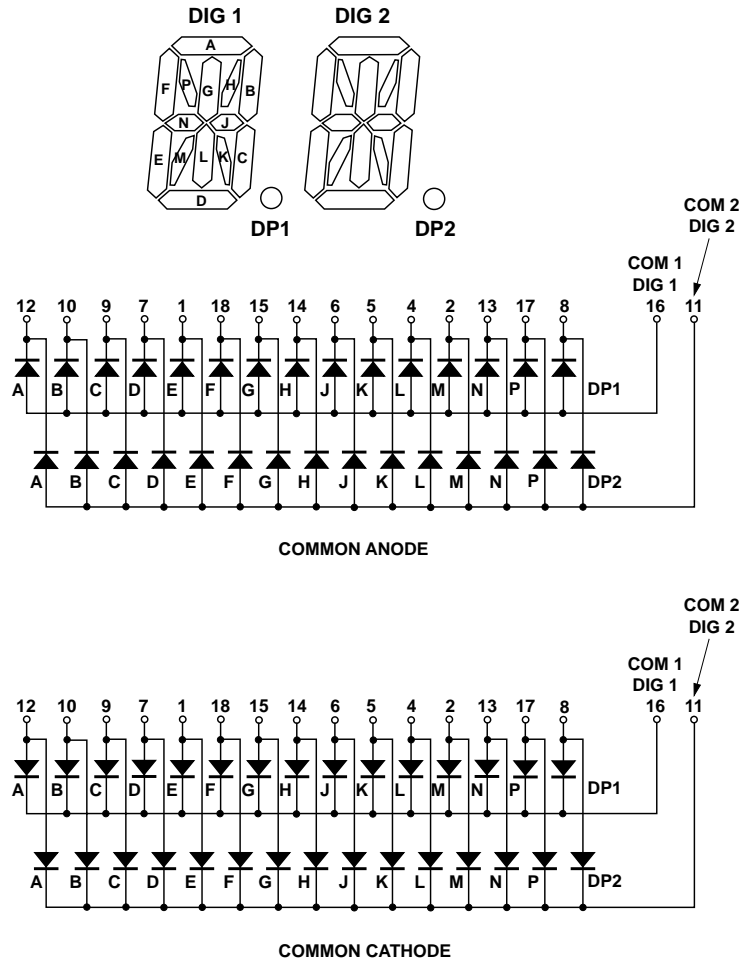 DIG 1 DIG 2
A
F P G H B
N J
E M L K C
D
DP1 DP2
COM 2
DIG 2
COM 1
DIG 1
12 10 9 7 1 18 15 14 6 5 4 2 13 17 8 16 11
A B C D E F G H J K L M N P DP1
A B C D E F G H J K L M N P DP2
COMMON ANODE
COM 2
DIG 2
COM 1
DIG 1
12 10 9 7 1 18 15 14 6 5 4 2 13 17 8 16 11
A B C D E F G H J K L M N P DP1
A B C D E F G H J K L M N P DP2
COMMON CATHODE